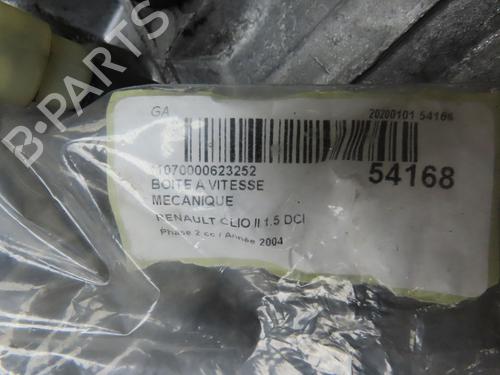 B-PARTS
GA
20200101 54168
1070000623252
54168
BOITE A VITESSE
MECANIQUE
RENAULT CLIO II 1.5 DCI
Phase 2 cc / Année 2004